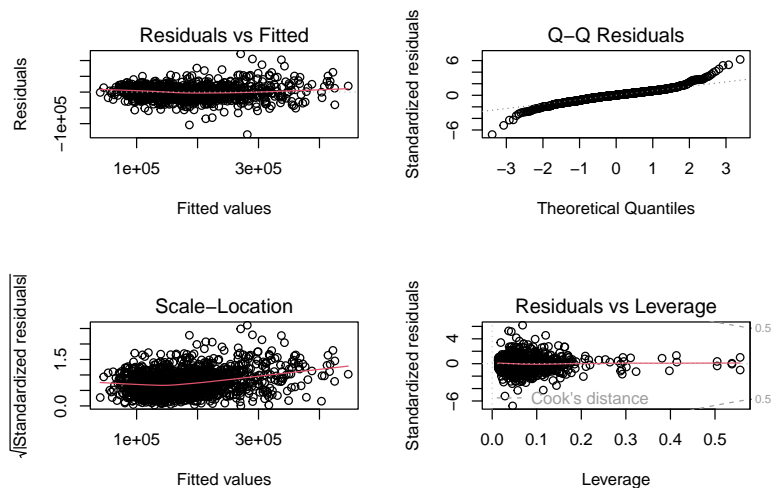 Residuals vs Fitted
Residuals
−1e+05
1e+05 3e+05
Fitted values
Q−Q Residuals
Standardized residuals
−6 0 6
−3 −2 −1 0 1 2 3
Theoretical Quantiles
Scale−Location
√|Standardized residuals|
0.0 1.5
1e+05 3e+05
Fitted values
Residuals vs Leverage
Standardized residuals
−6 0 4
Cook's distance
0.5
0.5
0.0 0.1 0.2 0.3 0.4 0.5
Leverage